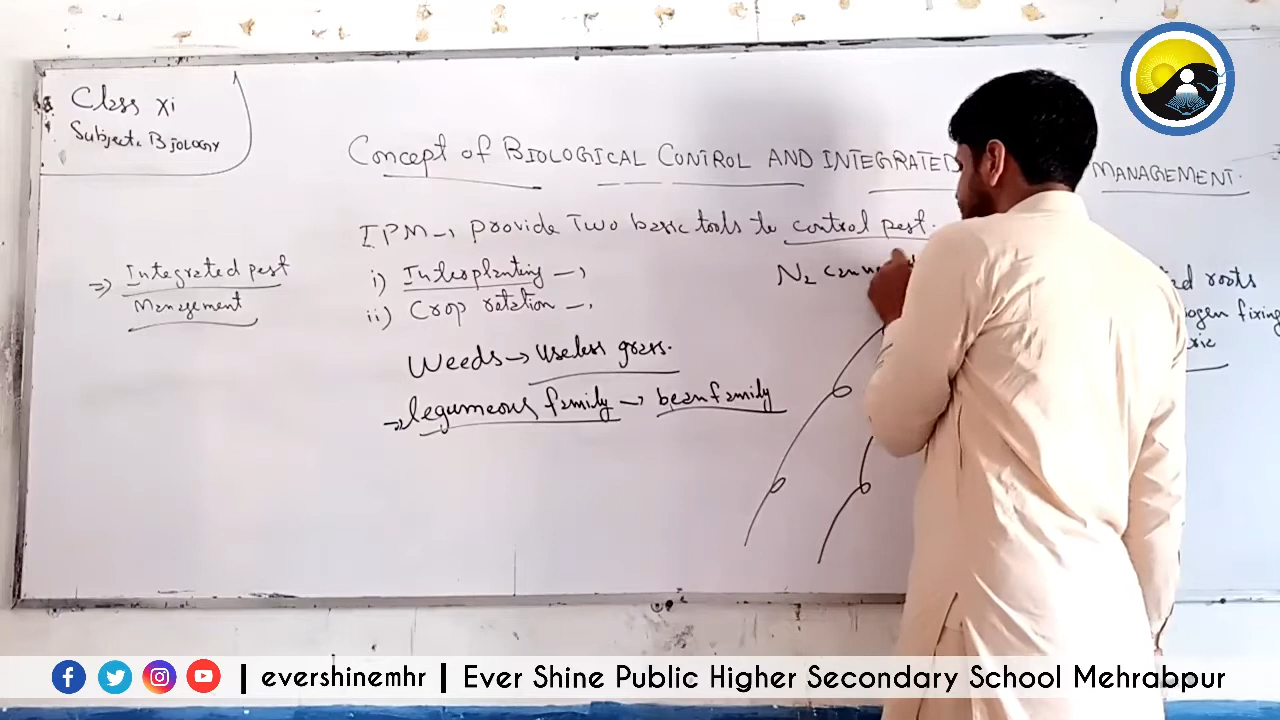 Class xi
Subject: BIOLOGY
CONCEPT of BIOLOGICAL CONTROL AND INTEGRATED MANAGEMENT.
IPM → provide Two basic tools to control pest.
⇒ Integrated pest
Management
i) Interplanting →,
ii) Crop rotation →,
Weeds → useless grass.
→ legumeous family → bean family
N2
roots
fixing
| evershinemhr | Ever Shine Public Higher Secondary School Mehrabpur